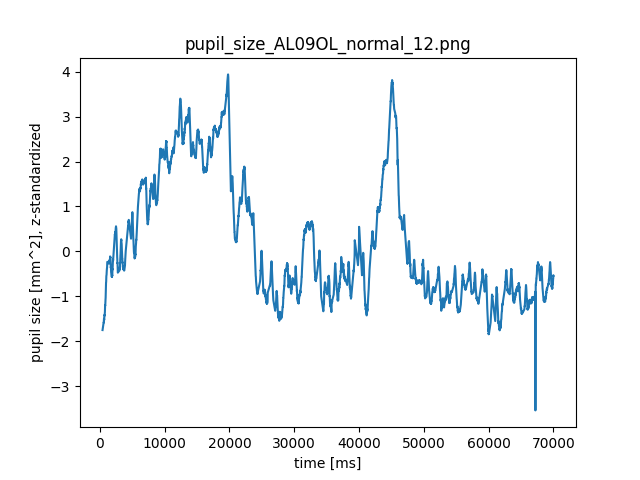 pupil_size_AL09OL_normal_12.png
pupil size [mm^2], z-standardized
4
3
2
1
0
−1
−2
−3
0 10000 20000 30000 40000 50000 60000 70000
time [ms]